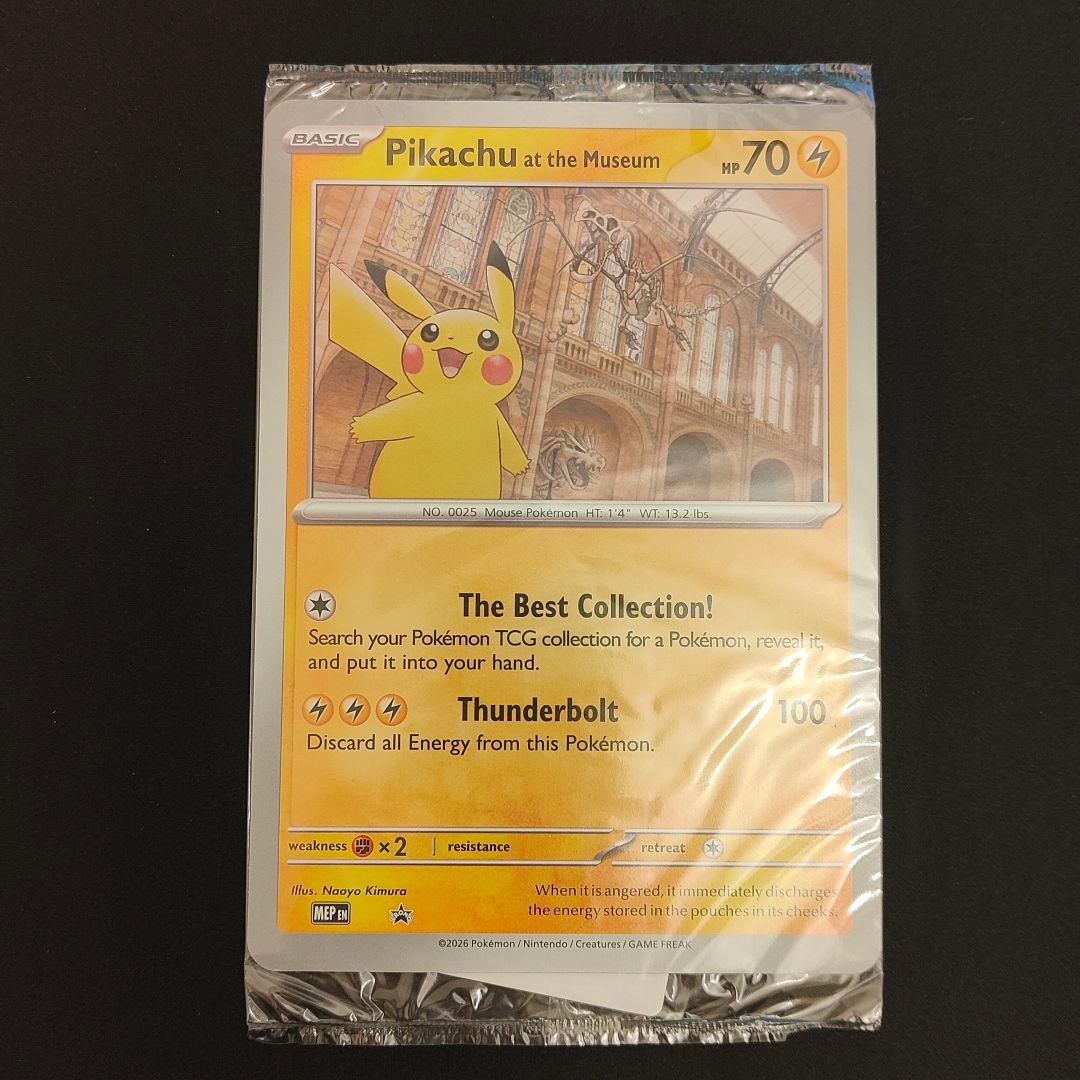 BASIC
Pikachu at the Museum HP 70
NO. 0025 Mouse Pokémon HT: 1'4" WT: 13.2 lbs.
The Best Collection!
Search your Pokémon TCG collection for a Pokémon, reveal it,
and put it into your hand.
Thunderbolt 100
Discard all Energy from this Pokémon.
weakness ×2 resistance retreat
Illus. Naoyo Kimura
When it is angered, it immediately discharges
the energy stored in the pouches in its cheeks.
MEP EN
©2026 Pokémon / Nintendo / Creatures / GAME FREAK